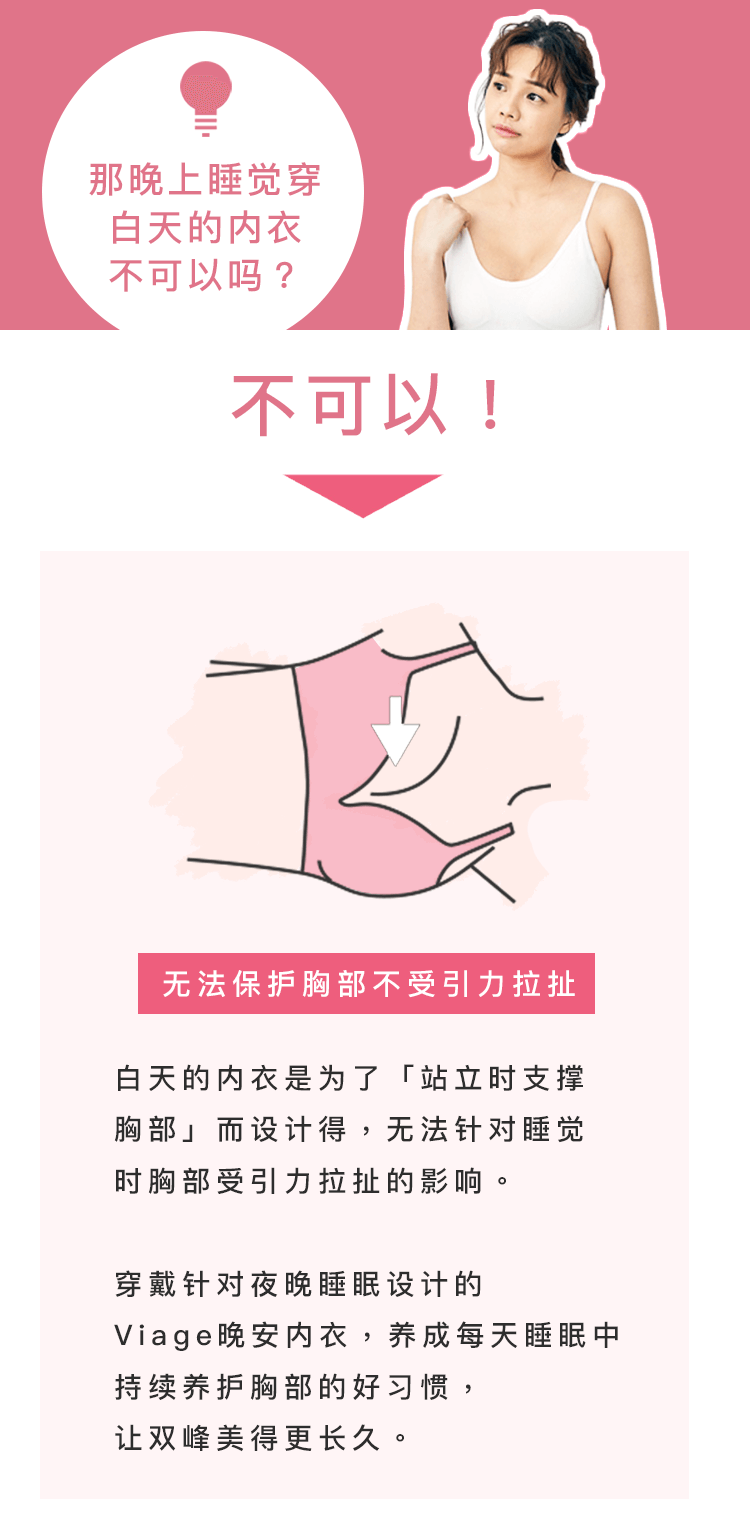 那晚上睡觉穿
白天的内衣
不可以吗？
不可以！
无法保护胸部不受引力拉扯
白天的内衣是为了「站立时支撑
胸部」而设计得，无法针对睡觉
时胸部受引力拉扯的影响。
穿戴针对夜晚睡眠设计的
Viage晚安内衣，养成每天睡眠中
持续养护胸部的好习惯，
让双峰美得更长久。